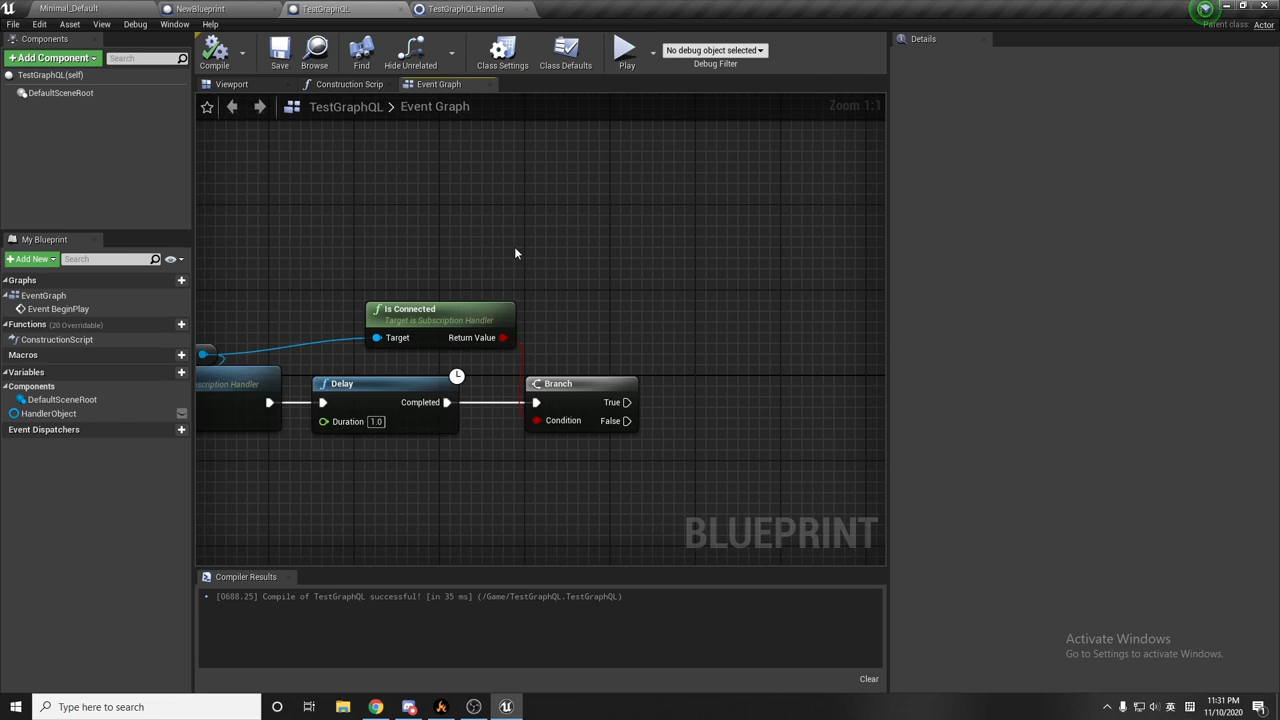 Minimal_Default
NewBlueprint
TestGraphQL
TestGraphQLHandler
File Edit Asset View Debug Window Help
Parent class: Actor
Components
+Add Component
Search
TestGraphQL(self)
DefaultSceneRoot
Compile
Save
Browse
Find
Hide Unrelated
Class Settings
Class Defaults
Play
No debug object selected
Debug Filter
Details
Viewport
Construction Scrip
Event Graph
TestGraphQL > Event Graph
Zoom 1:1
My Blueprint
+Add New
Search
Graphs
EventGraph
Event BeginPlay
Functions (20 Overridable)
ConstructionScript
Macros
Variables
Components
DefaultSceneRoot
HandlerObject
Event Dispatchers
Is Connected
Target is Subscription Handler
Target Return Value
scription Handler
Delay
Completed
Duration 1.0
Branch
True
Condition False
BLUEPRINT
Compiler Results
[0688.25] Compile of TestGraphQL successful! [in 35 ms] (/Game/TestGraphQL.TestGraphQL)
Clear
Activate Windows
Go to Settings to activate Windows.
Type here to search
英
11:31 PM
11/10/2020
1